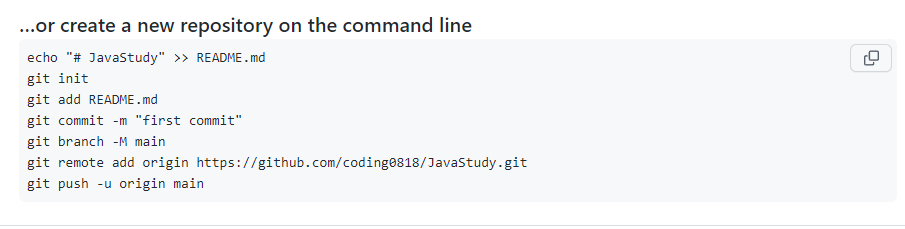 ...or create a new repository on the command line
echo "# JavaStudy" >> README.md
git init
git add README.md
git commit -m "first commit"
git branch -M main
git remote add origin https://github.com/coding0818/JavaStudy.git
git push -u origin main